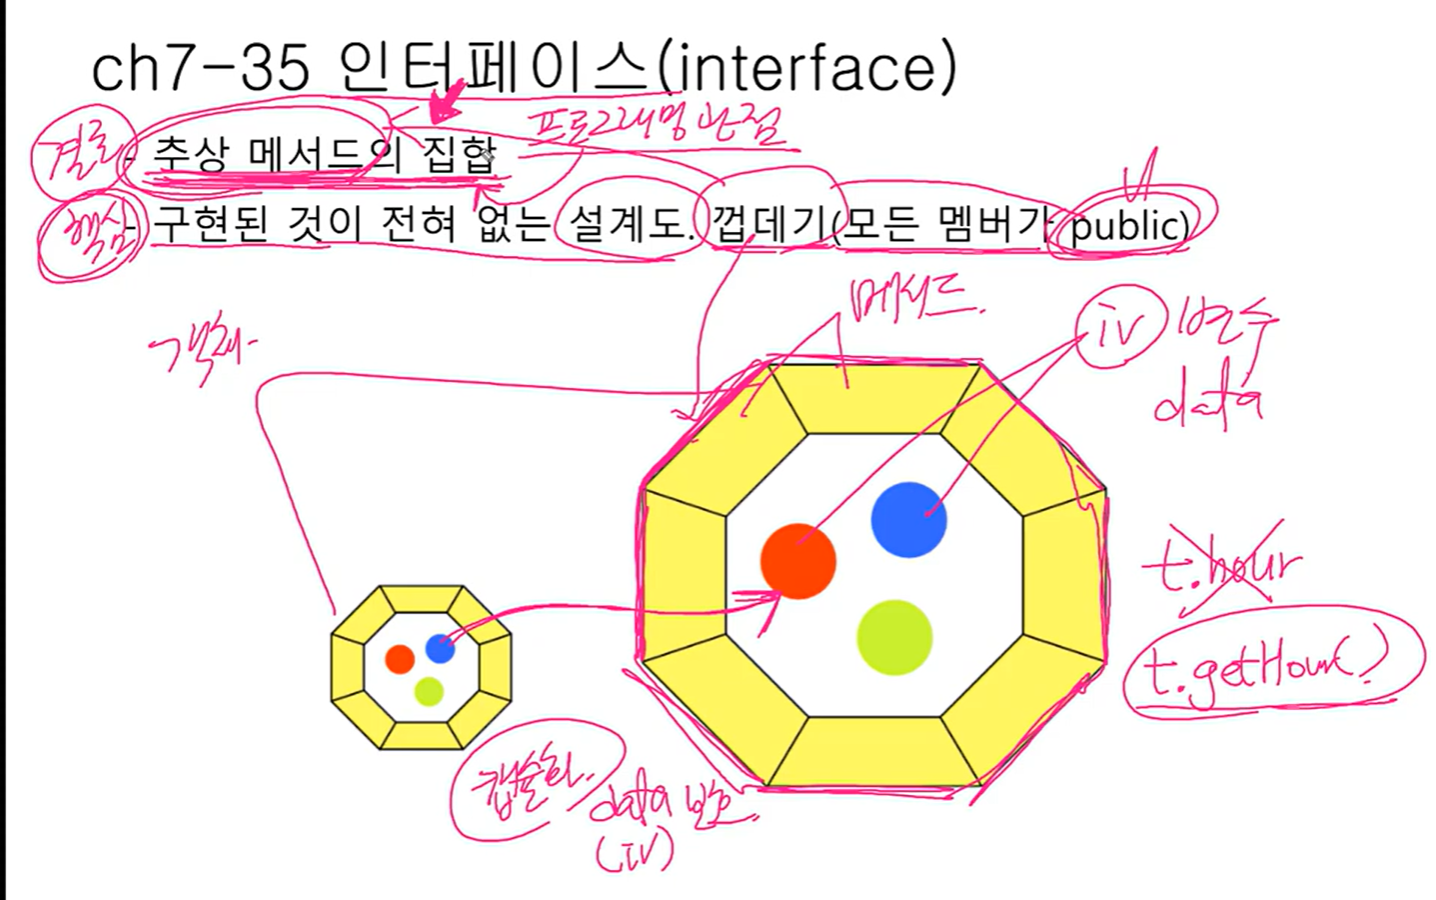 ch7-35 인터페이스(interface)
프로그래밍 관점
결론 - 추상 메서드의 집합
핵심 - 구현된 것이 전혀 없는 설계도. 껍데기(모든 멤버가 public)
메서드.
iv 변수
data
객체.
t.hour
t.getHour()
캡슐화.
data 보호.
(iv)